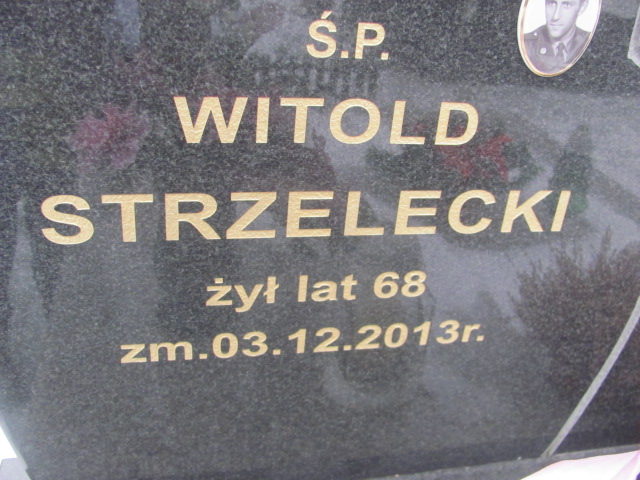 Ś.P.
WITOLD
STRZELECKI
żył lat 68
zm.03.12.2013r.